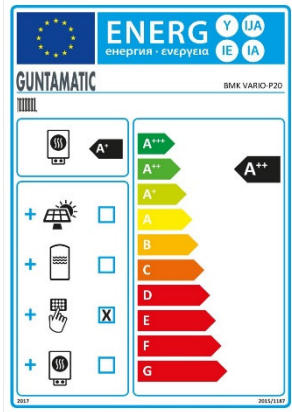 ENERG Y IJA
енергия · ενεργεια IE IA
GUNTAMATIC
BMK VARIO-P20
A+
A+++
A++
A+
A
B
C
D
E
F
G
A++
+
+
+ X
+
2017
2015/1187